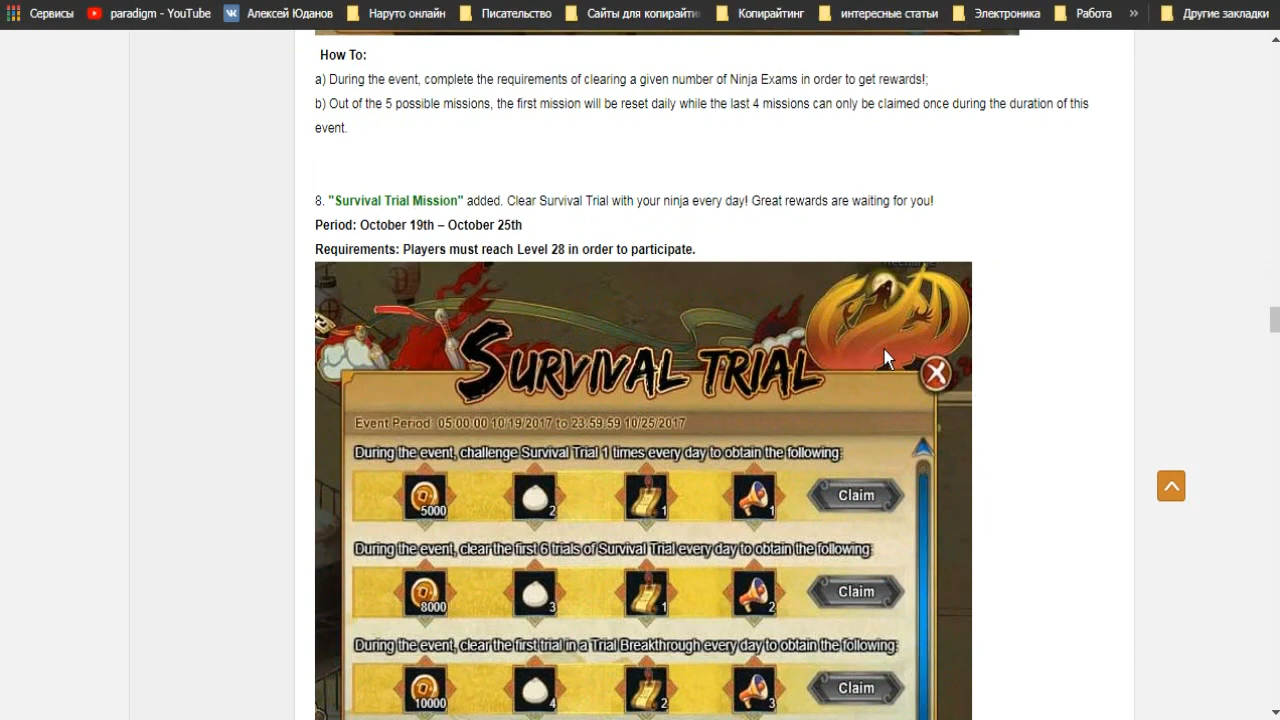 Сервисы paradigm - YouTube Алексей Юданов Наруто онлайн Писательство Сайты для копирайти Копирайтинг интересные статьи Электроника Работа » Другие закладки
How To:
a) During the event, complete the requirements of clearing a given number of Ninja Exams in order to get rewards!;
b) Out of the 5 possible missions, the first mission will be reset daily while the last 4 missions can only be claimed once during the duration of this
event.
8. "Survival Trial Mission" added. Clear Survival Trial with your ninja every day! Great rewards are waiting for you!
Period: October 19th – October 25th
Requirements: Players must reach Level 28 in order to participate.
SURVIVAL TRIAL
Event Period: 05:00:00 10/19/2017 to 23:59:59 10/25/2017
During the event, challenge Survival Trial 1 times every day to obtain the following:
5000 2 1 1 Claim
During the event, clear the first 6 trials of Survival Trial every day to obtain the following:
8000 3 1 2 Claim
During the event, clear the first trial in a Trial Breakthrough every day to obtain the following:
10000 4 2 3 Claim